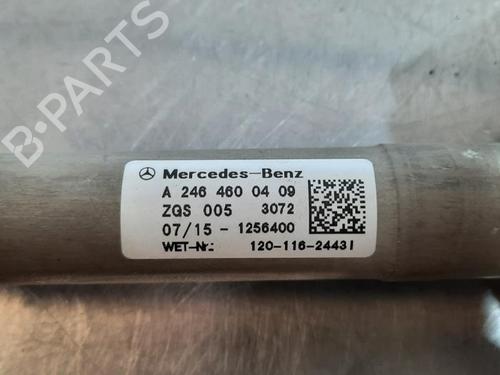 B-PARTS
Mercedes-Benz
A 246 460 04 09
ZGS 005 3072
07/15 - 1256400
WET-Nr.: 120-116-24431